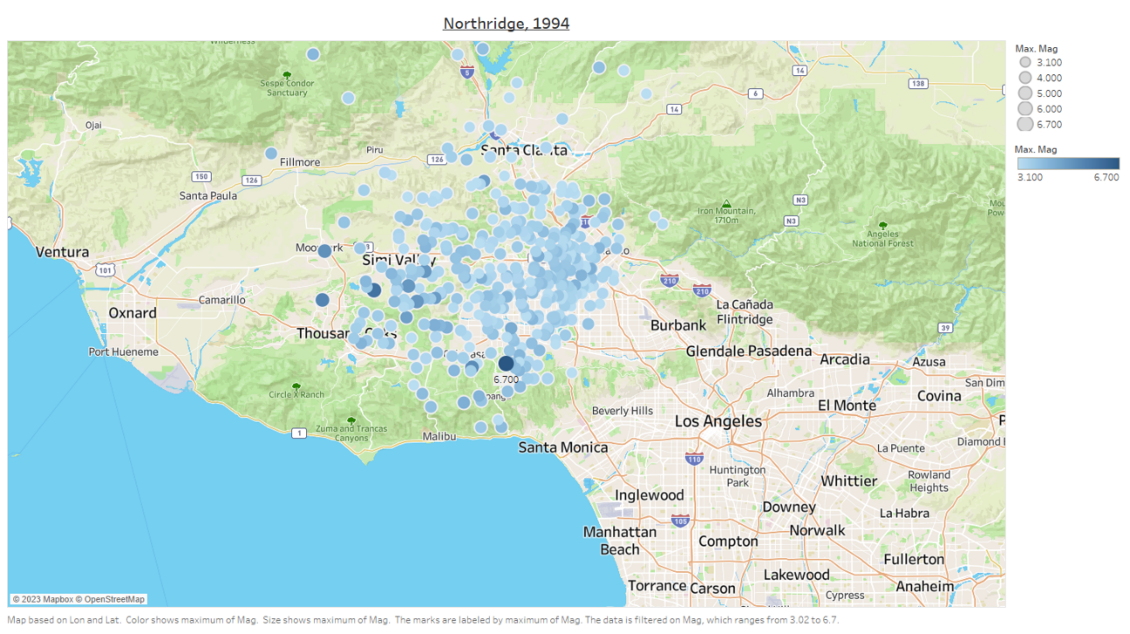 Northridge, 1994
Wilderness
Sespe Condor
Sanctuary
5
14
138
6
14
Ojai
Piru
126
Santa Clarita
Fillmore
150
126
Santa Paula
N3
Iron Mountain,
1710m
N3
Angeles
National Forest
Ventura
Moorpark
Simi Valley
101
210
210
Camarillo
La Cañada
Flintridge
Oxnard
Burbank
39
Thousand Oaks
Port Hueneme
Glendale
Pasadena
Arcadia
Azusa
6.700
San Dim
Circle X Ranch
Alhambra
El Monte
Covina
Beverly Hills
Los Angeles
Zuma and Trancas
Canyons
1
Malibu
Santa Monica
Diamond
La Puente
110
Huntington
Park
Whittier
Rowland
Heights
Inglewood
Downey
La Habra
105
Norwalk
Manhattan
Beach
Compton
Fullerton
Lakewood
Torrance
Carson
Anaheim
Cypress
© 2023 Mapbox © OpenStreetMap
Max. Mag
3.100
4.000
5.000
6.000
6.700
Max. Mag
3.100 6.700
Map based on Lon and Lat. Color shows maximum of Mag. Size shows maximum of Mag. The marks are labeled by maximum of Mag. The data is filtered on Mag, which ranges from 3.02 to 6.7.